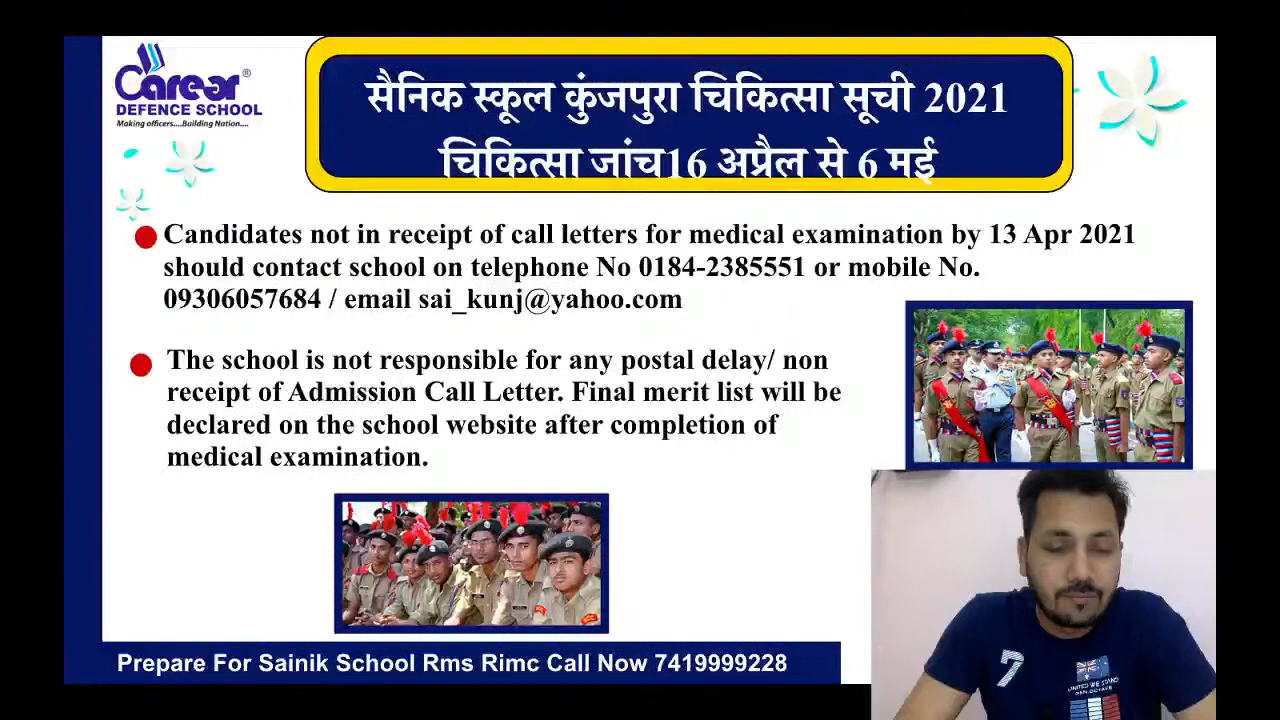 Carear®
DEFENCE SCHOOL
Making officers....Building Nation....
सैनिक स्कूल कुंजपुरा चिकित्सा सूची 2021
चिकित्सा जांच16 अप्रैल से 6 मई
Candidates not in receipt of call letters for medical examination by 13 Apr 2021
should contact school on telephone No 0184-2385551 or mobile No.
09306057684 / email sai_kunj@yahoo.com
The school is not responsible for any postal delay/ non
receipt of Admission Call Letter. Final merit list will be
declared on the school website after completion of
medical examination.
Prepare For Sainik School Rms Rimc Call Now 7419999228
7
UNITED WE STAND